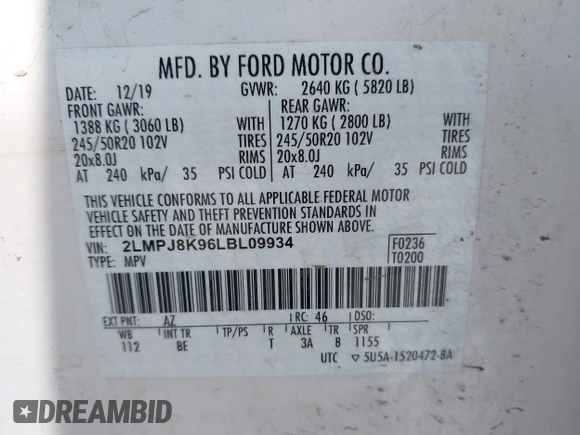 MFD. BY FORD MOTOR CO.
DATE: 12/19 GVWR: 2640 KG ( 5820 LB)
FRONT GAWR: REAR GAWR:
1388 KG ( 3060 LB) WITH 1270 KG ( 2800 LB) WITH
245/50R20 102V TIRES 245/50R20 102V TIRES
20x8.0J RIMS 20x8.0J RIMS
AT 240 kPa/ 35 PSI COLD AT 240 kPa/ 35 PSI COLD
THIS VEHICLE CONFORMS TO ALL APPLICABLE FEDERAL MOTOR
VEHICLE SAFETY AND THEFT PREVENTION STANDARDS IN
EFFECT ON THE DATE OF MANUFACTURE SHOWN ABOVE.
VIN: 2LMPJ8K96LBL09934 F0236
TYPE: MPV T0200
EXT PNT: AZ RC: 46 DSO:
WB INT TR TP/PS R AXLE TR SPR
112 BE T 3A 8 1155
UTC ▽ 5U5A-1520472-8A
DREAMBID